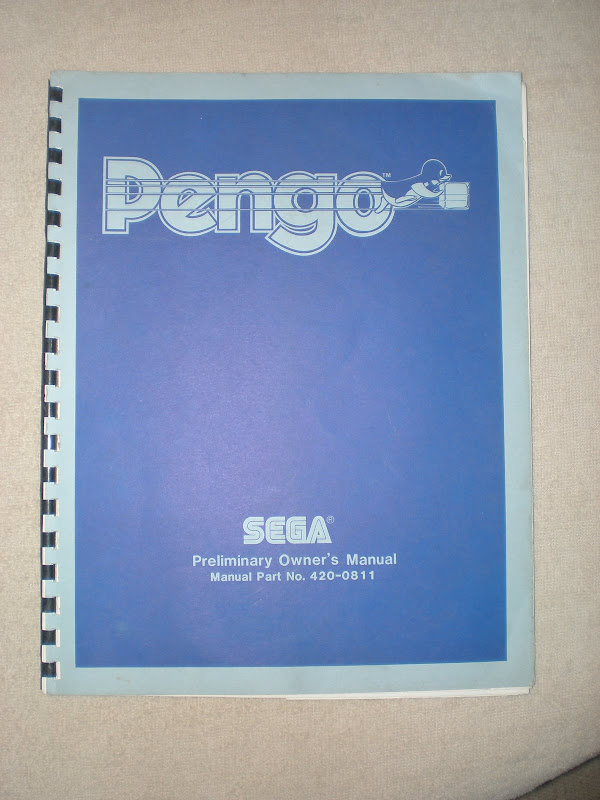 Pengo™
SEGA®
Preliminary Owner's Manual
Manual Part No. 420-0811